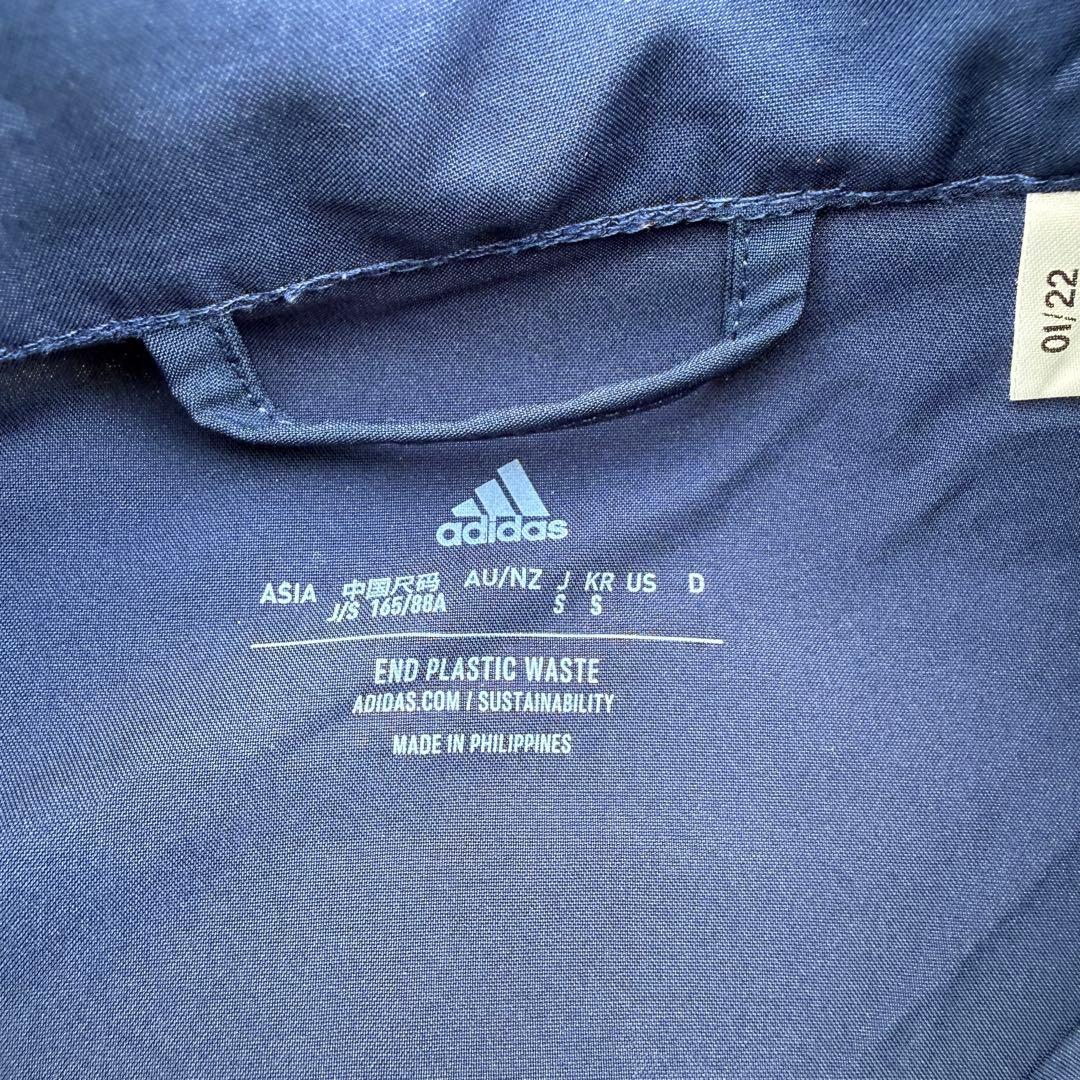 01/22
adidas
ASIA 中国尺码 AU/NZ J KR US D
J/S 165/88A S S
END PLASTIC WASTE
ADIDAS.COM / SUSTAINABILITY
MADE IN PHILIPPINES